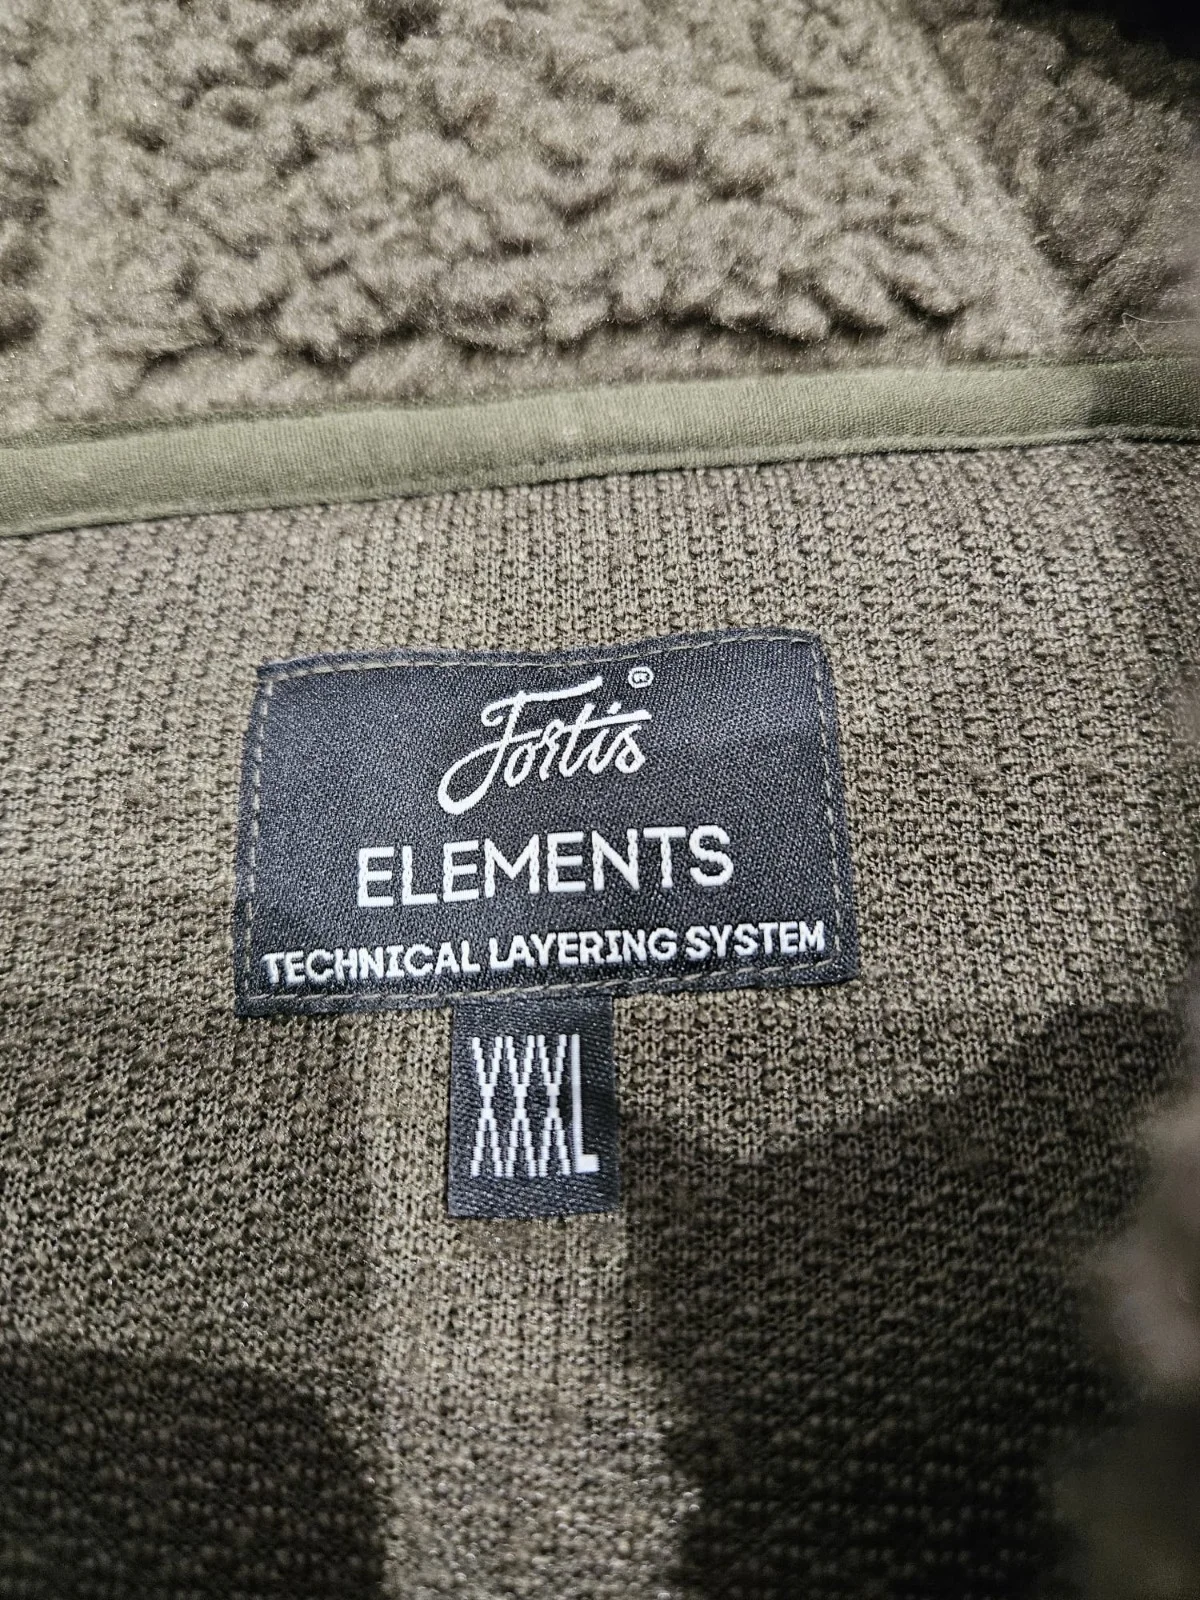 Fortis®
ELEMENTS
TECHNICAL LAYERING SYSTEM
XXXL